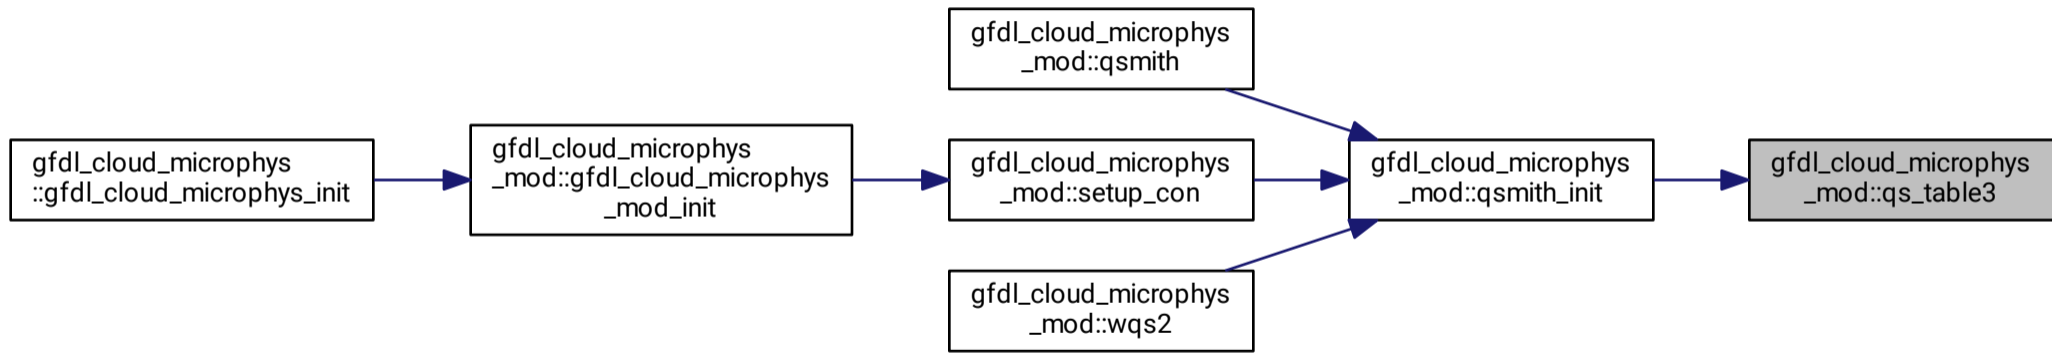 gfdl_cloud_microphys
::gfdl_cloud_microphys_init
gfdl_cloud_microphys
_mod::gfdl_cloud_microphys
_mod_init
gfdl_cloud_microphys
_mod::qsmith
gfdl_cloud_microphys
_mod::setup_con
gfdl_cloud_microphys
_mod::wqs2
gfdl_cloud_microphys
_mod::qsmith_init
gfdl_cloud_microphys
_mod::qs_table3